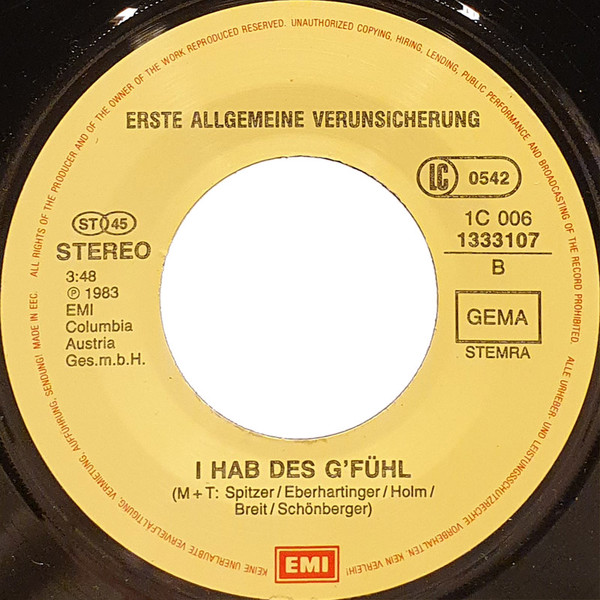 ALL RIGHTS OF THE PRODUCER AND OF THE OWNER OF THE WORK REPRODUCED RESERVED. UNAUTHORIZED COPYING, HIRING, LENDING, PUBLIC PERFORMANCE AND BROADCASTING OF THE RECORD PROHIBITED.
ERSTE ALLGEMEINE VERUNSICHERUNG
LC 0542
ST 45
STEREO
3:48
℗ 1983
EMI
Columbia
Austria
Ges.m.b.H.
1C 006
1333107
B
GEMA
STEMRA
I HAB DES G'FÜHL
(M + T: Spitzer / Eberhartinger / Holm /
Breit / Schönberger)
EMI
ALLE URHEBER- UND LEISTUNGSSCHUTZRECHTE VORBEHALTEN. KEIN VERLEIH! KEINE UNERLAUBTE VERVIELFÄLTIGUNG, VERMIETUNG, AUFFÜHRUNG, SENDUNG! MADE IN EEC.